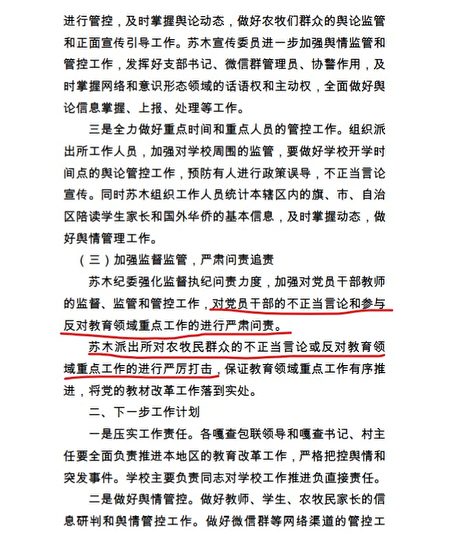 进行管控，及时掌握舆论动态，做好农牧们群众的舆论监管
和正面宣传引导工作。苏木宣传委员进一步加强舆情监管和
管控工作，发挥好支部书记、微信群管理员、协警作用，及
时掌握网络和意识形态领域的话语权和主动权，全面做好舆
论信息掌握、上报、处理等工作。
三是全力做好重点时间和重点人员的管控工作。组织派
出所工作人员，加强对学校周围的监管，要做好学校开学时
间点的舆论管控工作，预防有人进行政策误导，不正当言论
宣传。同时苏木组织工作人员统计本辖区内的旗、市、自治
区陪读学生家长和国外华侨的基本信息，及时掌握动态，做
好舆情管理工作。
（三）加强监督监管，严肃问责追责
苏木纪委强化监督执纪问责力度，加强对党员干部教师
的监督、监管和管控工作，对党员干部的不正当言论和参与
反对教育领域重点工作的进行严肃问责。
苏木派出所对农牧民群众的不正当言论或反对教育领
域重点工作的进行严厉打击，保证教育领域重点工作有序推
进，将党的教材改革工作落到实处。
二、下一步工作计划
一是压实工作责任。各嘎查包联领导和嘎查书记、村主
任要全面负责推进本地区的教育改革工作，严格把控舆情和
突发事件。学校主要负责同志对学校工作推进负直接责任。
二是做好舆情管控。做好教师、学生、农牧民家长的信
息研判和舆情管控工作。做好微信群等网络渠道的管控工